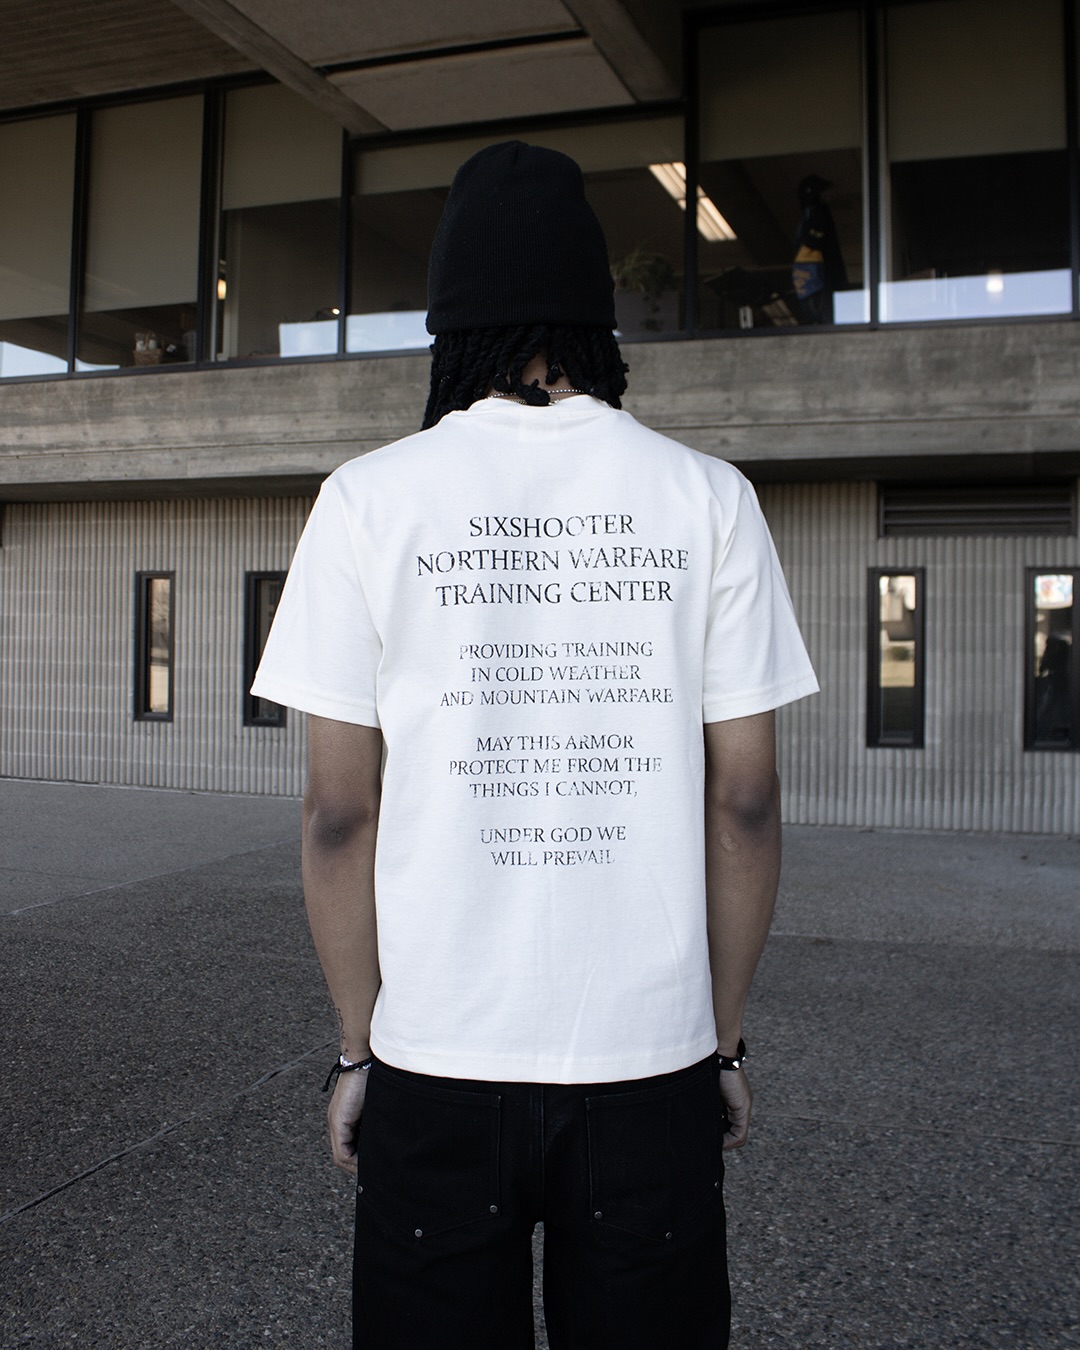 SIXSHOOTER
NORTHERN WARFARE
TRAINING CENTER
PROVIDING TRAINING
IN COLD WEATHER
AND MOUNTAIN WARFARE
MAY THIS ARMOR
PROTECT ME FROM THE
THINGS I CANNOT,
UNDER GOD WE
WILL PREVAIL